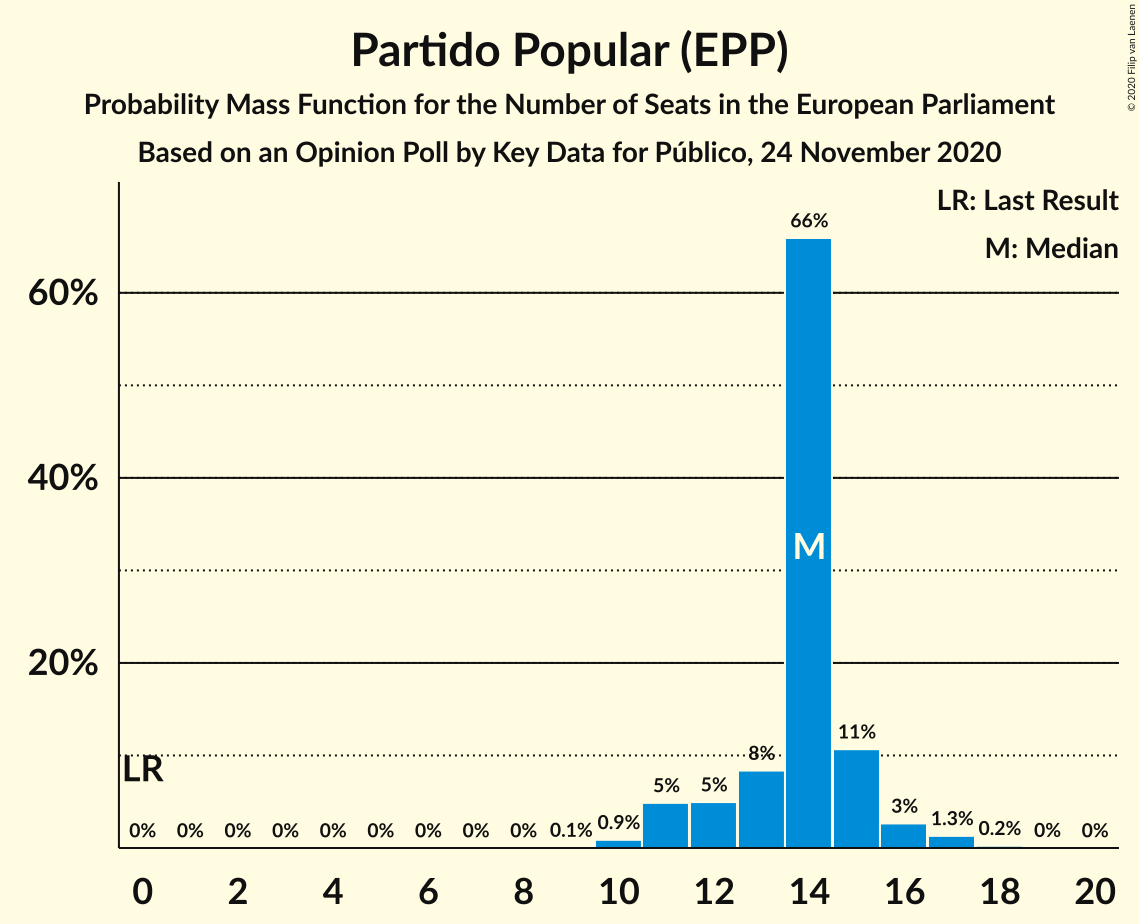 Partido Popular (EPP)
Probability Mass Function for the Number of Seats in the European Parliament
Based on an Opinion Poll by Key Data for Público, 24 November 2020
© 2020 Filip van Laenen
LR: Last Result
M: Median
60%
40%
20%
LR
M
0% 0% 0% 0% 0% 0% 0% 0% 0% 0.1% 0.9% 5% 5% 8% 66% 11% 3% 1.3% 0.2% 0% 0%
0 2 4 6 8 10 12 14 16 18 20